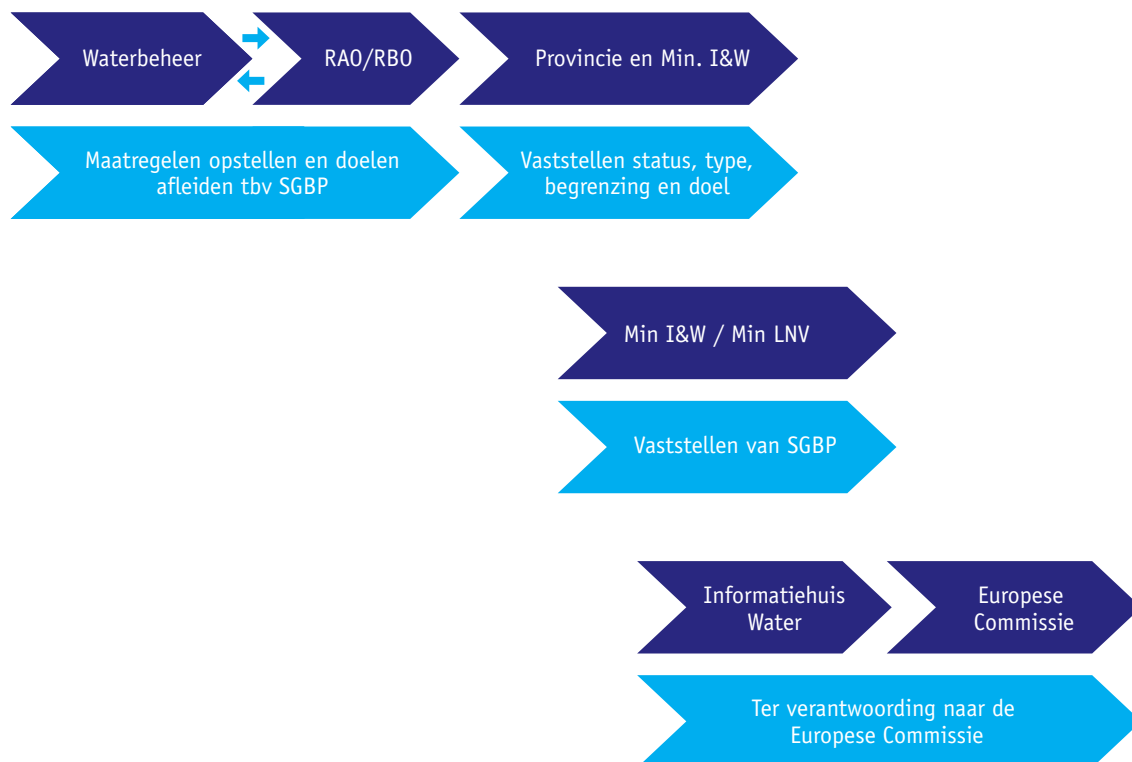 Waterbeheer
RAO/RBO
Provincie en Min. I&W
Maatregelen opstellen en doelen
afleiden tbv SGBP
Vaststellen status, type,
begrenzing en doel
Min I&W / Min LNV
Vaststellen van SGBP
Informatiehuis
Water
Europese
Commissie
Ter verantwoording naar de
Europese Commissie